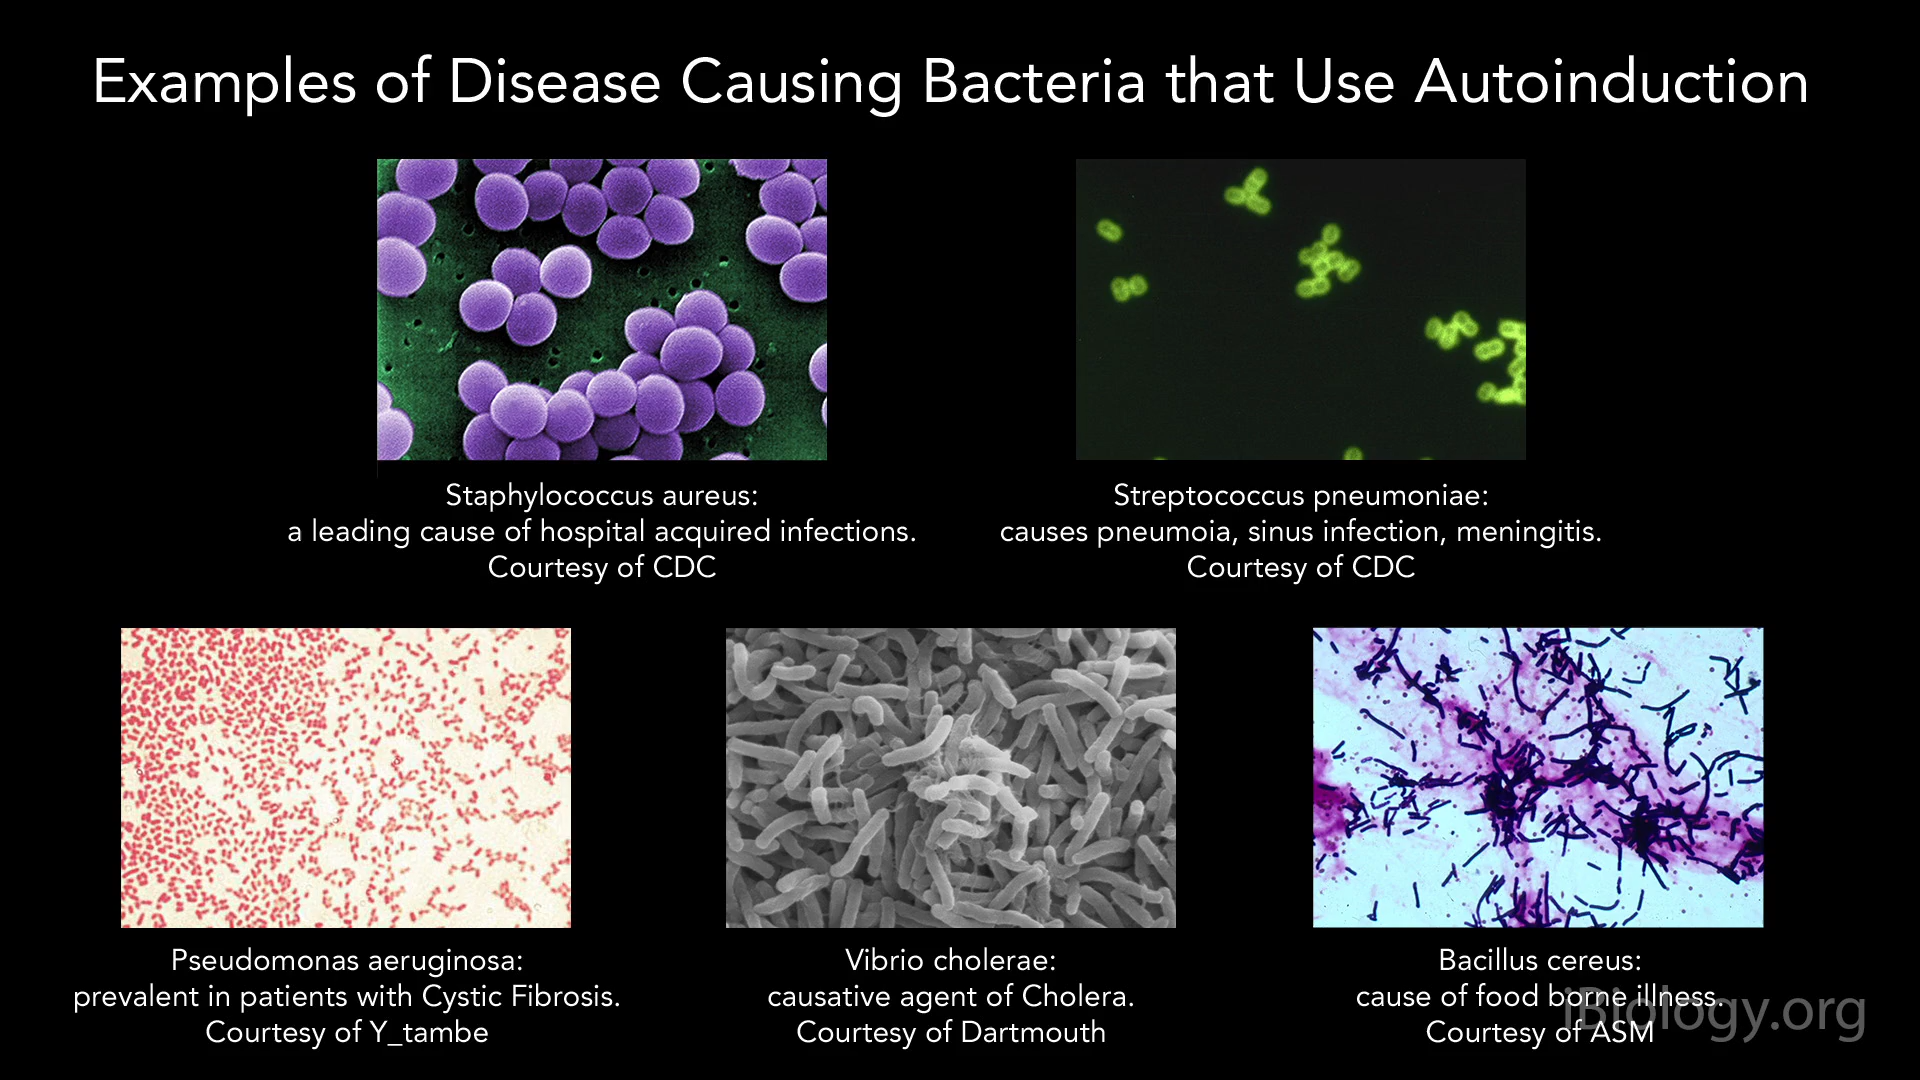 Examples of Disease Causing Bacteria that Use Autoinduction
Staphylococcus aureus:
a leading cause of hospital acquired infections.
Courtesy of CDC
Streptococcus pneumoniae:
causes pneumoia, sinus infection, meningitis.
Courtesy of CDC
Pseudomonas aeruginosa:
prevalent in patients with Cystic Fibrosis.
Courtesy of Y_tambe
Vibrio cholerae:
causative agent of Cholera.
Courtesy of Dartmouth
Bacillus cereus:
cause of food borne illness.
Courtesy of ASM
iBiology.org